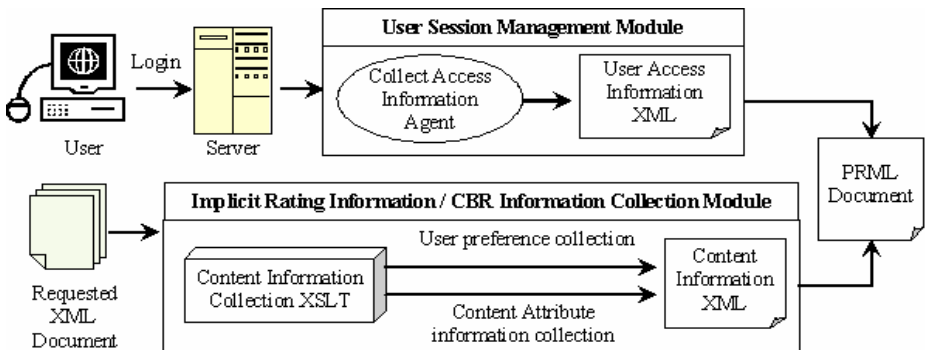 User Session Management Module
Login
Collect Access
Information
Agent
User Access
Information
XML
User
Server
PRML
Document
Implicit Rating Information / CBR Information Collection Module
User preference collection
Content Information
Collection XSLT
Content
Information
XML
Content Attribute
information collection
Requested
XML
Document